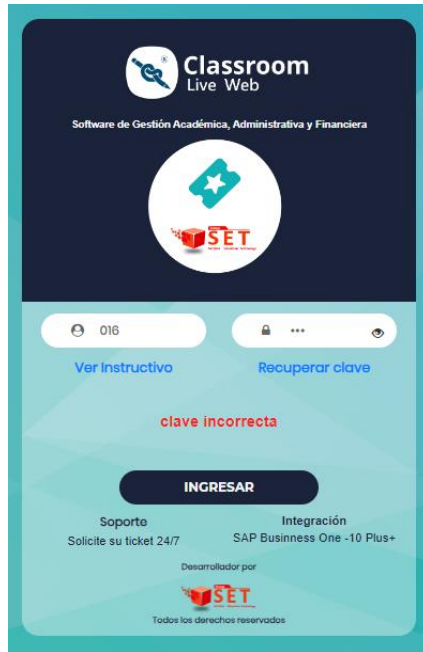 Classroom
Live Web
Software de Gestión Académica, Administrativa y Financiera
SET
016
•••
Ver Instructivo
Recuperar clave
clave incorrecta
INGRESAR
Soporte
Integración
Solicite su ticket 24/7
SAP Businness One -10 Plus+
Desarrollador por
SET
Todos los derechos reservados